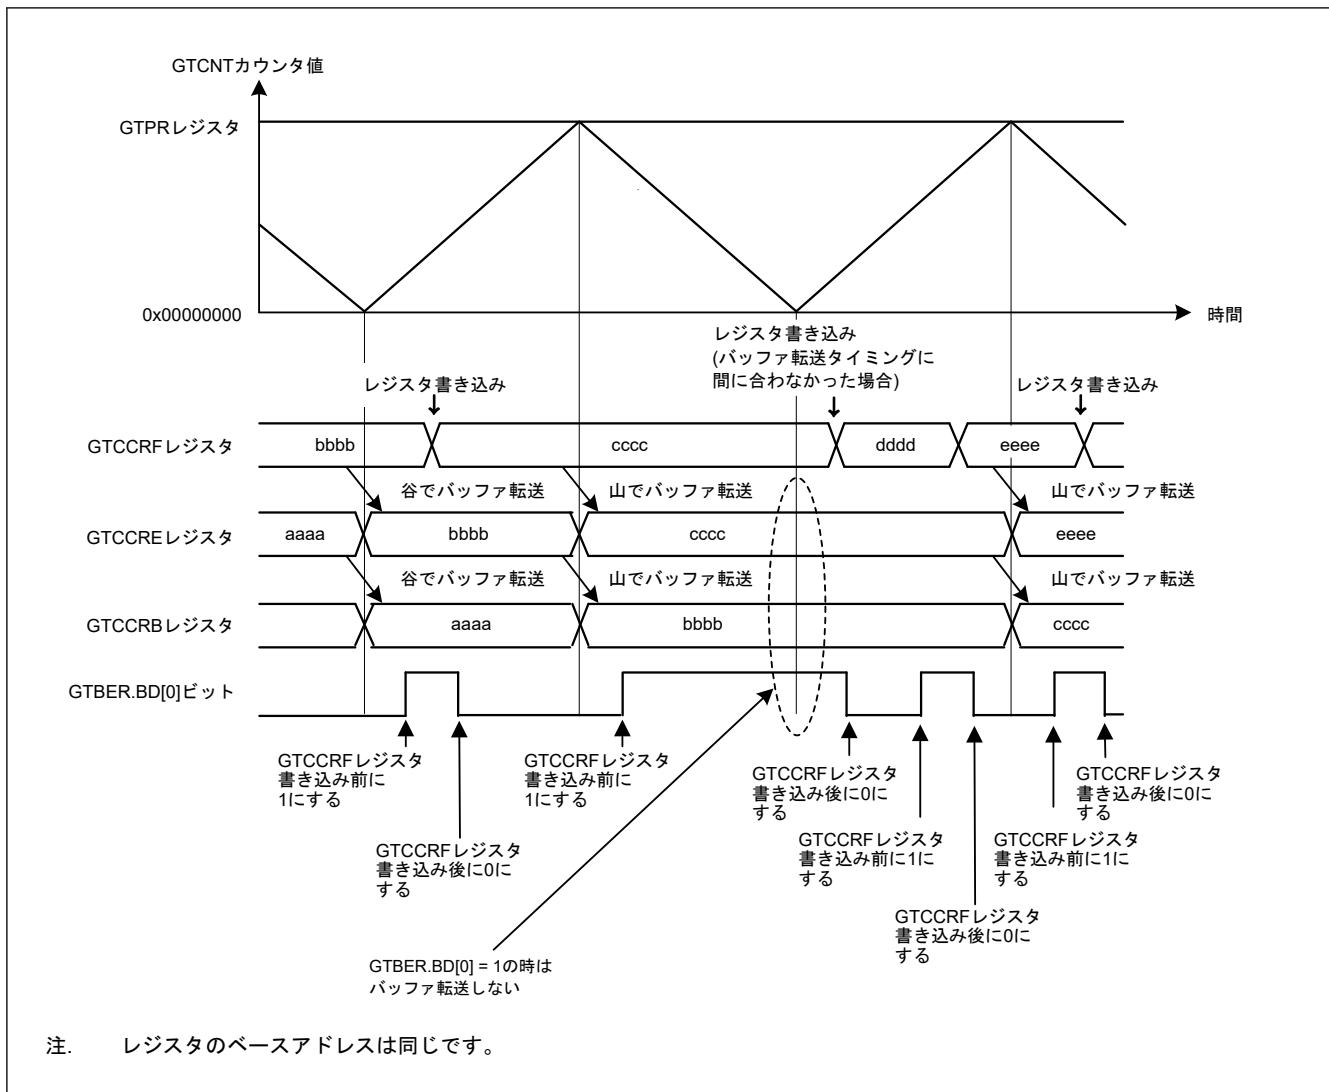 GTCNTカウンタ値
GTPRレジスタ
0x00000000
時間
レジスタ書き込み
レジスタ書き込み
(バッファ転送タイミングに
間に合わなかった場合)
レジスタ書き込み
GTCCRFレジスタ
bbbb
cccc
dddd
eeee
谷でバッファ転送
山でバッファ転送
山でバッファ転送
GTCCREレジスタ
aaaa
bbbb
cccc
eeee
谷でバッファ転送
山でバッファ転送
山でバッファ転送
GTCCRBレジスタ
aaaa
bbbb
cccc
GTBER.BD[0]ビット
GTCCRFレジスタ
書き込み前に
1にする
GTCCRFレジスタ
書き込み後に0に
する
GTCCRFレジスタ
書き込み前に
1にする
GTCCRFレジスタ
書き込み後に0に
する
GTCCRFレジスタ
書き込み前に1に
する
GTCCRFレジスタ
書き込み後に0に
する
GTCCRFレジスタ
書き込み前に1に
する
GTCCRFレジスタ
書き込み後に0に
する
GTBER.BD[0] = 1の時は
バッファ転送しない
注. レジスタのベースアドレスは同じです。